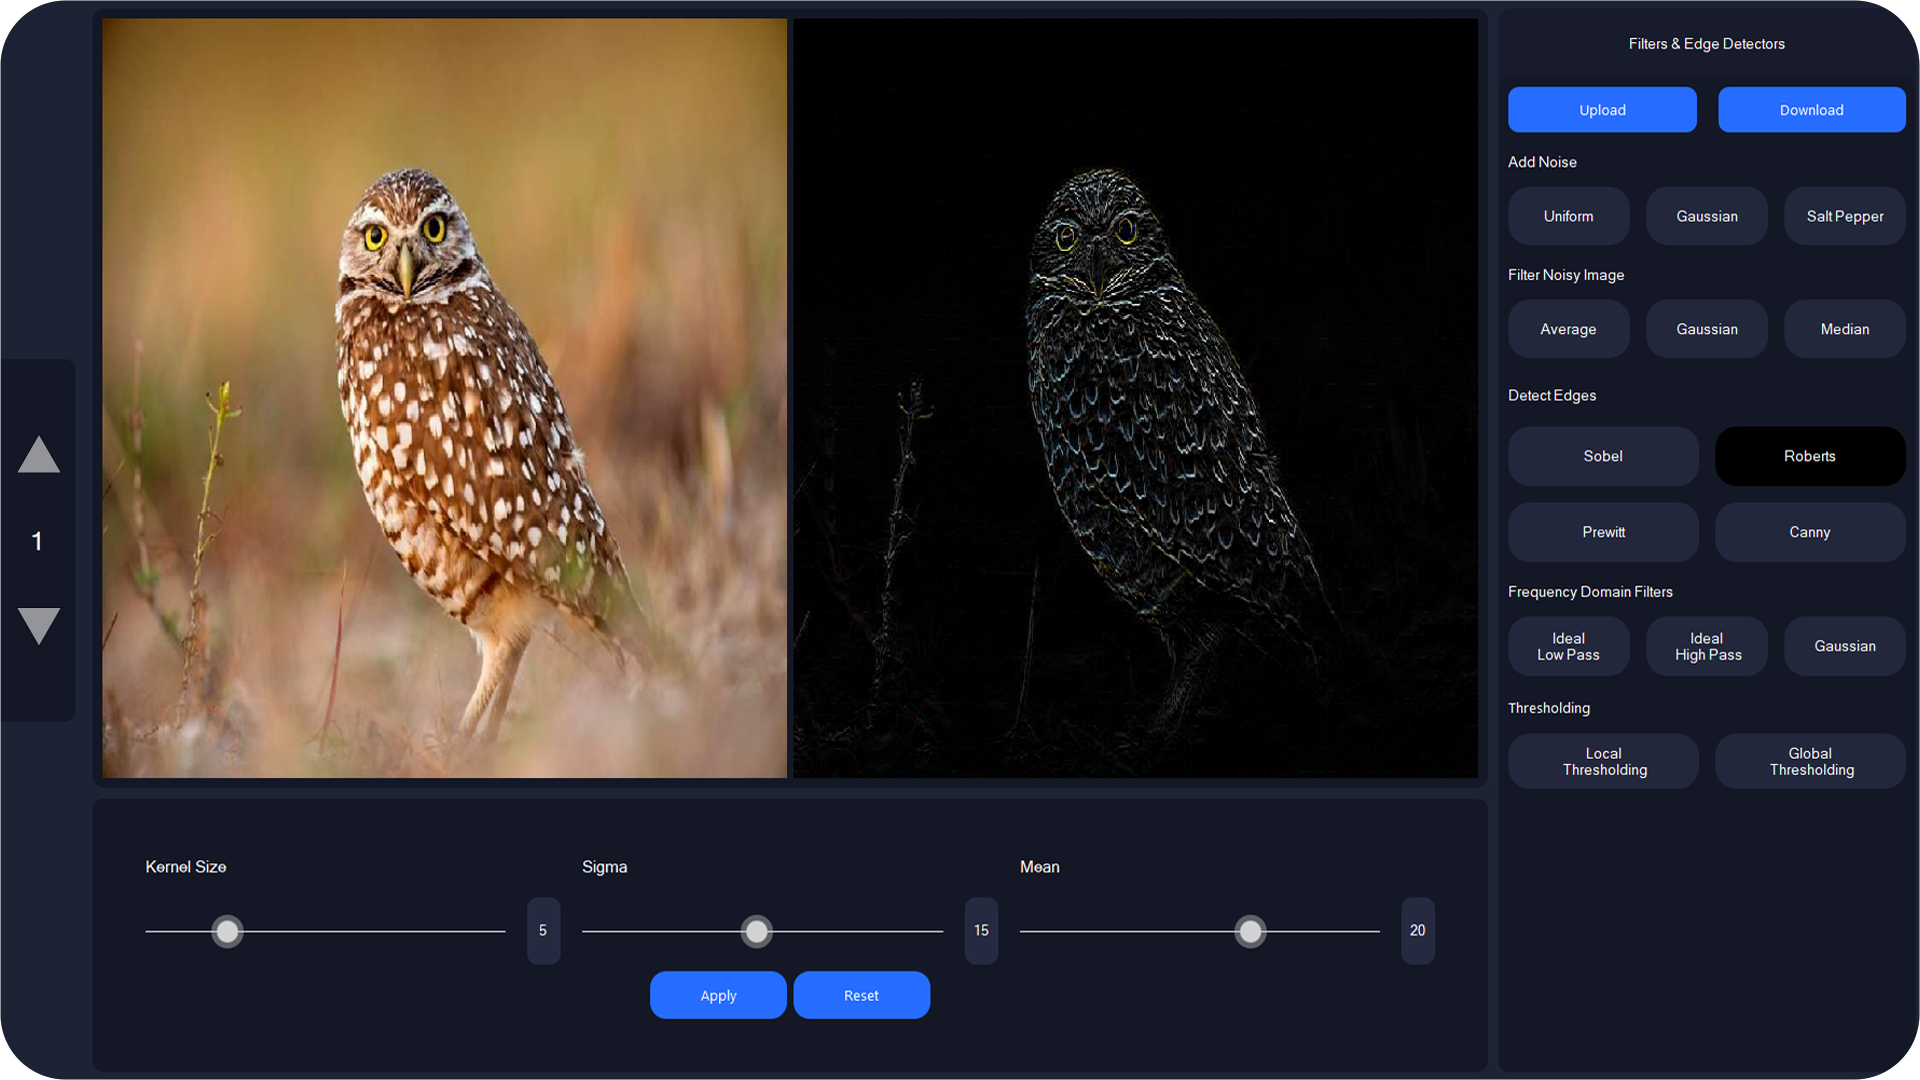 Filters & Edge Detectors
Upload
Download
Add Noise
Uniform
Gaussian
Salt Pepper
Filter Noisy Image
Average
Gaussian
Median
Detect Edges
Sobel
Roberts
Prewitt
Canny
Frequency Domain Filters
Ideal
Low Pass
Ideal
High Pass
Gaussian
Thresholding
Local
Thresholding
Global
Thresholding
1
Kernel Size
5
Sigma
15
Mean
20
Apply
Reset